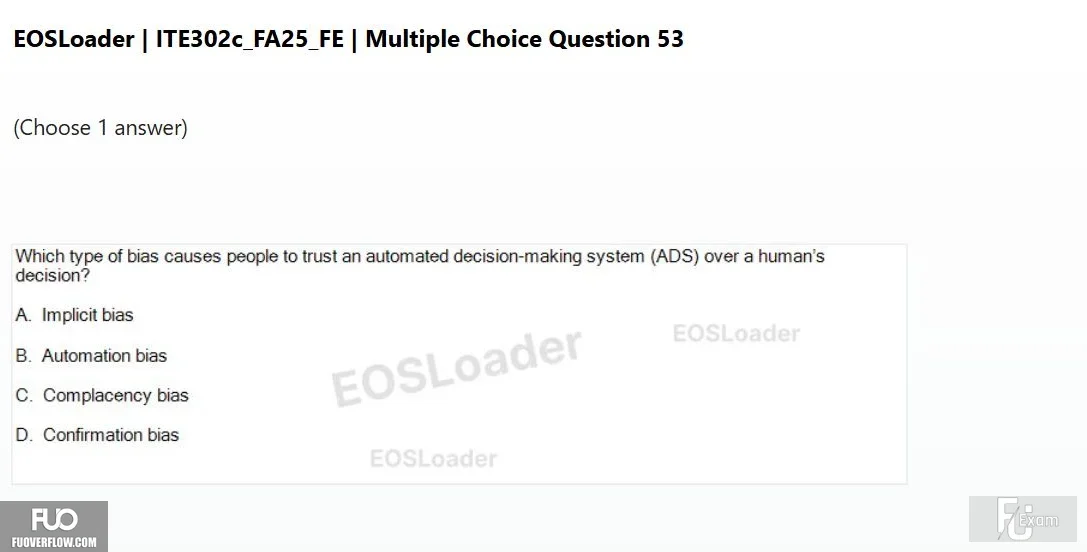 EOSLoader | ITE302c_FA25_FE | Multiple Choice Question 53
(Choose 1 answer)
Which type of bias causes people to trust an automated decision-making system (ADS) over a human's
decision?
A. Implicit bias
EOSLoader
B. Automation bias
EOSLoader
C. Complacency bias
D. Confirmation bias
EOSLoader
FUO
FUOVERFLOW.COM
FU Exam